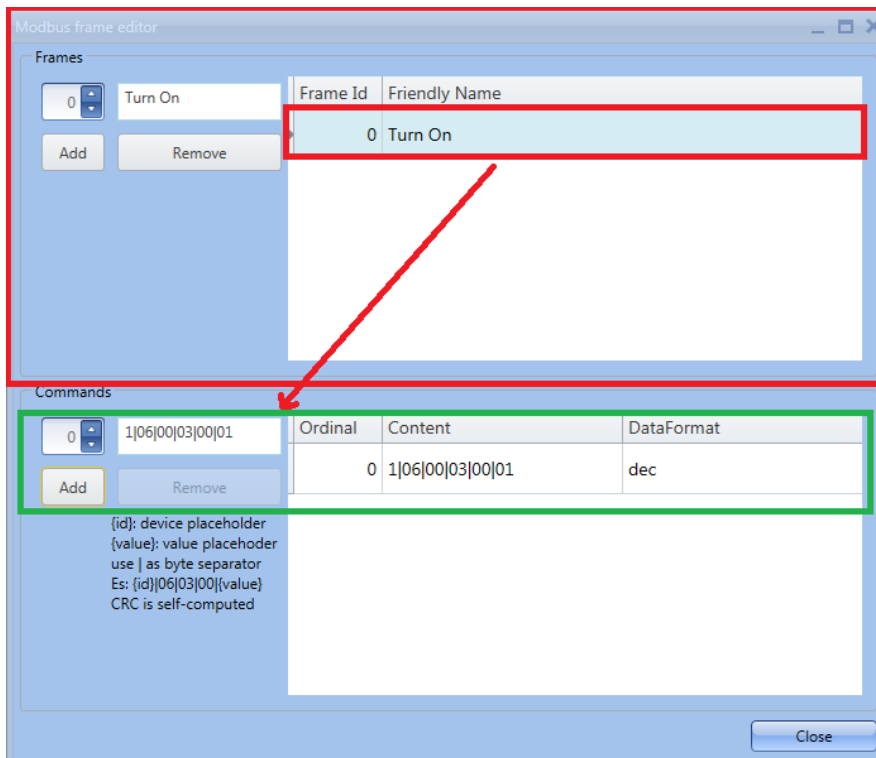 Modbus frame editor
Frames
0 Turn On
Frame Id Friendly Name
0 Turn On
Add Remove
Commands
0 1|06|00|03|00|01
Ordinal Content DataFormat
0 1|06|00|03|00|01 dec
Add Remove
{id}: device placeholder
{value}: value placehoder
use | as byte separator
Es: {id}|06|03|00|{value}
CRC is self-computed
Close